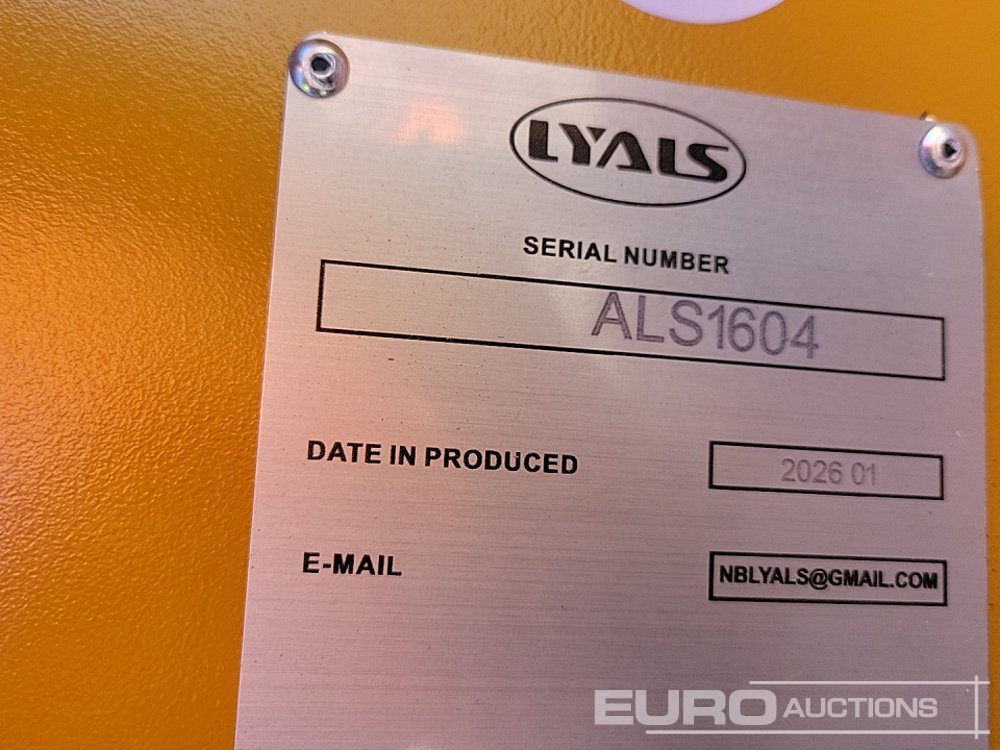 LYALS
SERIAL NUMBER
ALS1604
DATE IN PRODUCED
2026 01
E-MAIL
NBLYALS@GMAIL.COM
EURO AUCTIONS